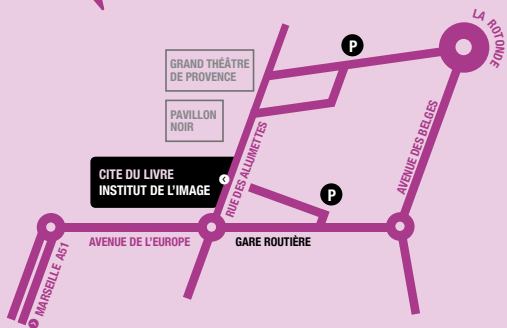 LA ROTONDE
P
GRAND THÉÂTRE
DE PROVENCE
PAVILLON
NOIR
AVENUE DES BELGES
RUE DES ALLUMETTES
CITE DU LIVRE
INSTITUT DE L'IMAGE
P
AVENUE DE L'EUROPE
GARE ROUTIÈRE
MARSEILLE A51